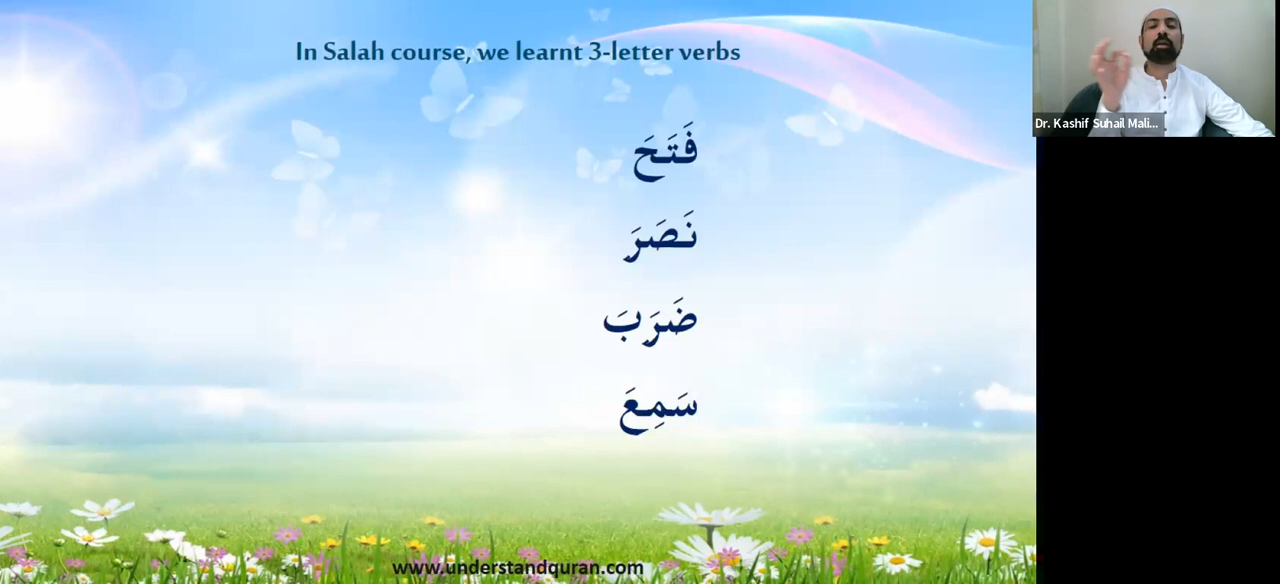 In Salah course, we learnt 3-letter verbs
Dr. Kashif Suhail Mali...
فَتَحَ
نَصَرَ
ضَرَبَ
سَمِعَ
www.understandquran.com